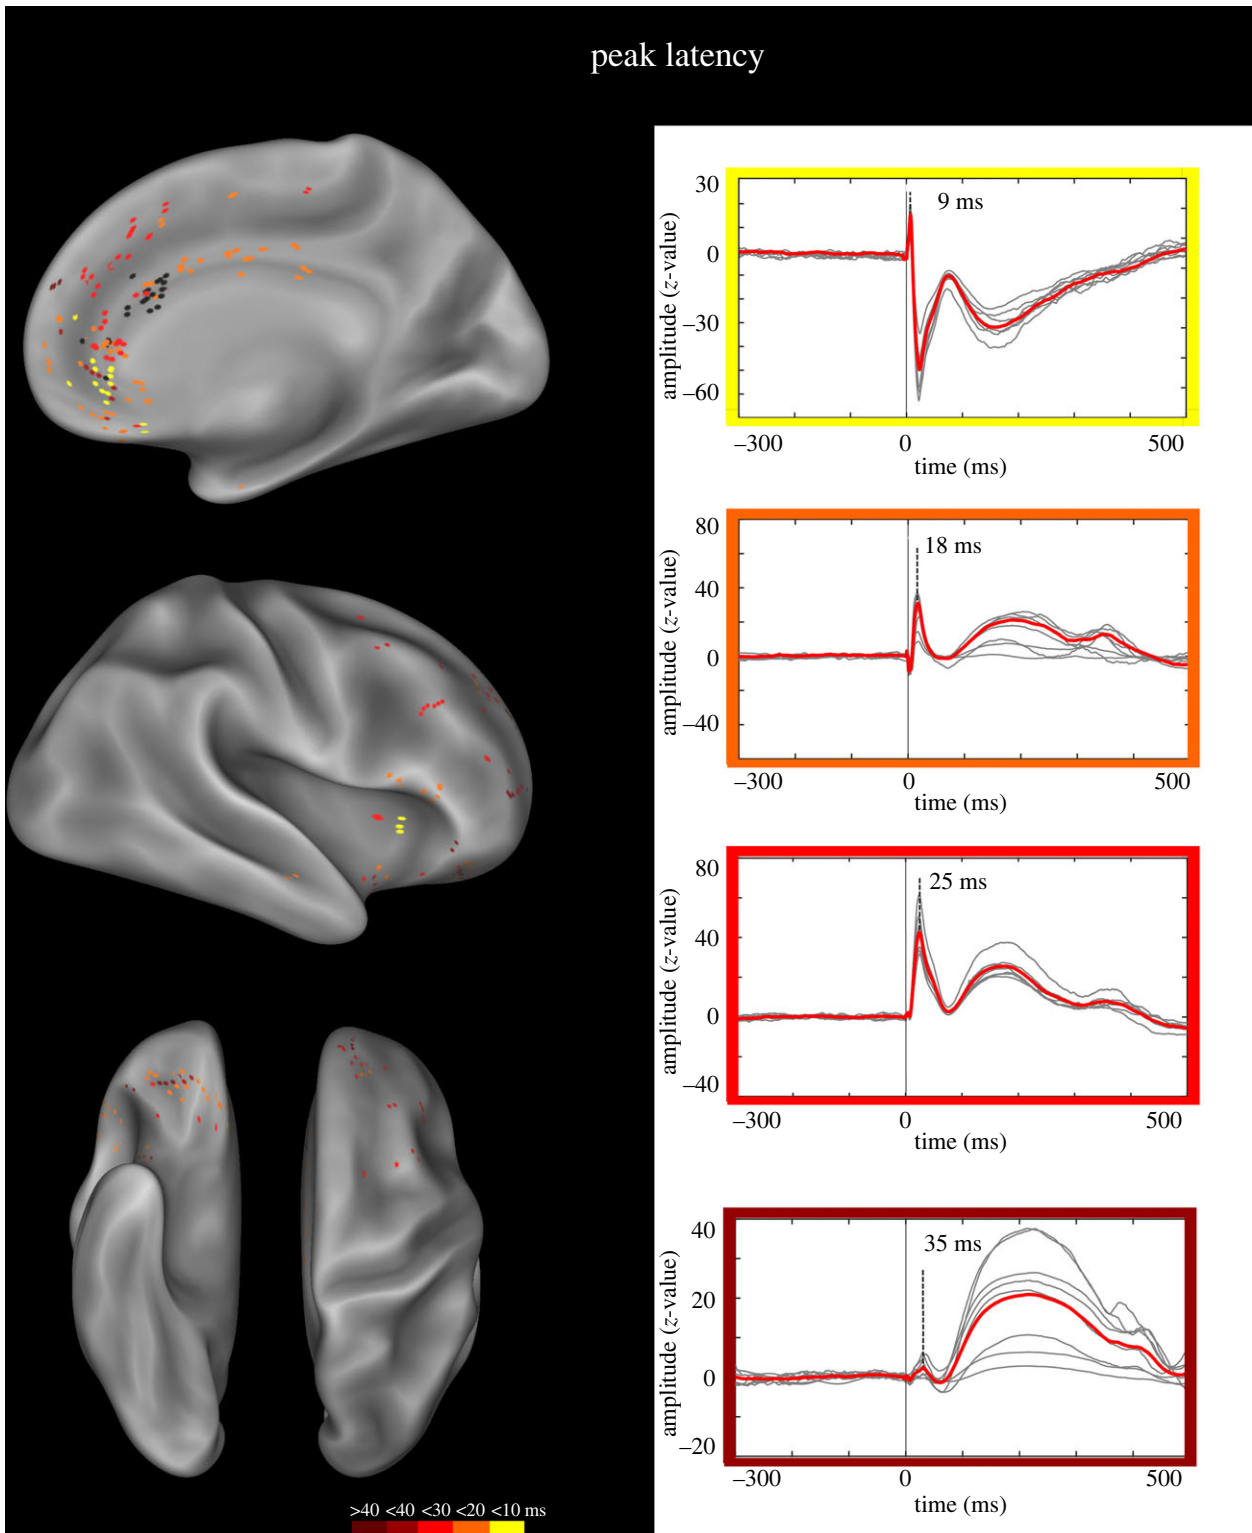 peak latency
30
0
–30
–60
amplitude (z-value)
9 ms
–300
0
500
time (ms)
80
40
0
–40
amplitude (z-value)
18 ms
–300
0
500
time (ms)
80
40
0
–40
amplitude (z-value)
25 ms
–300
0
500
time (ms)
40
20
0
–20
amplitude (z-value)
35 ms
–300
0
500
time (ms)
>40 <40 <30 <20 <10 ms